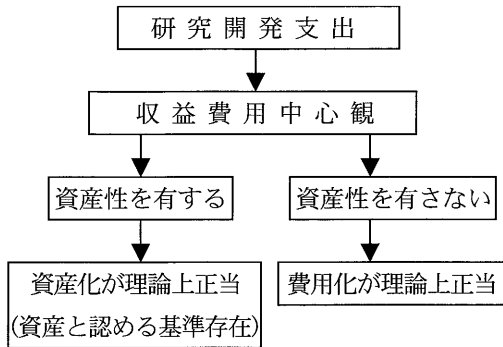 研究開発支出
収益費用中心観
資産性を有する
資産性を有さない
資産化が理論上正当
(資産と認める基準存在)
費用化が理論上正当